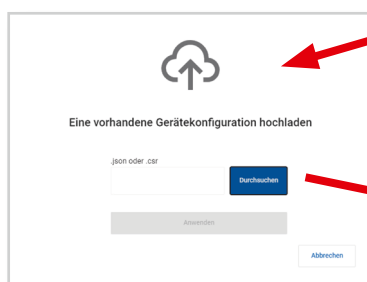 Eine vorhandene Gerätekonfiguration hochladen
.json oder .csr
Durchsuchen
Anwenden
Abbrechen